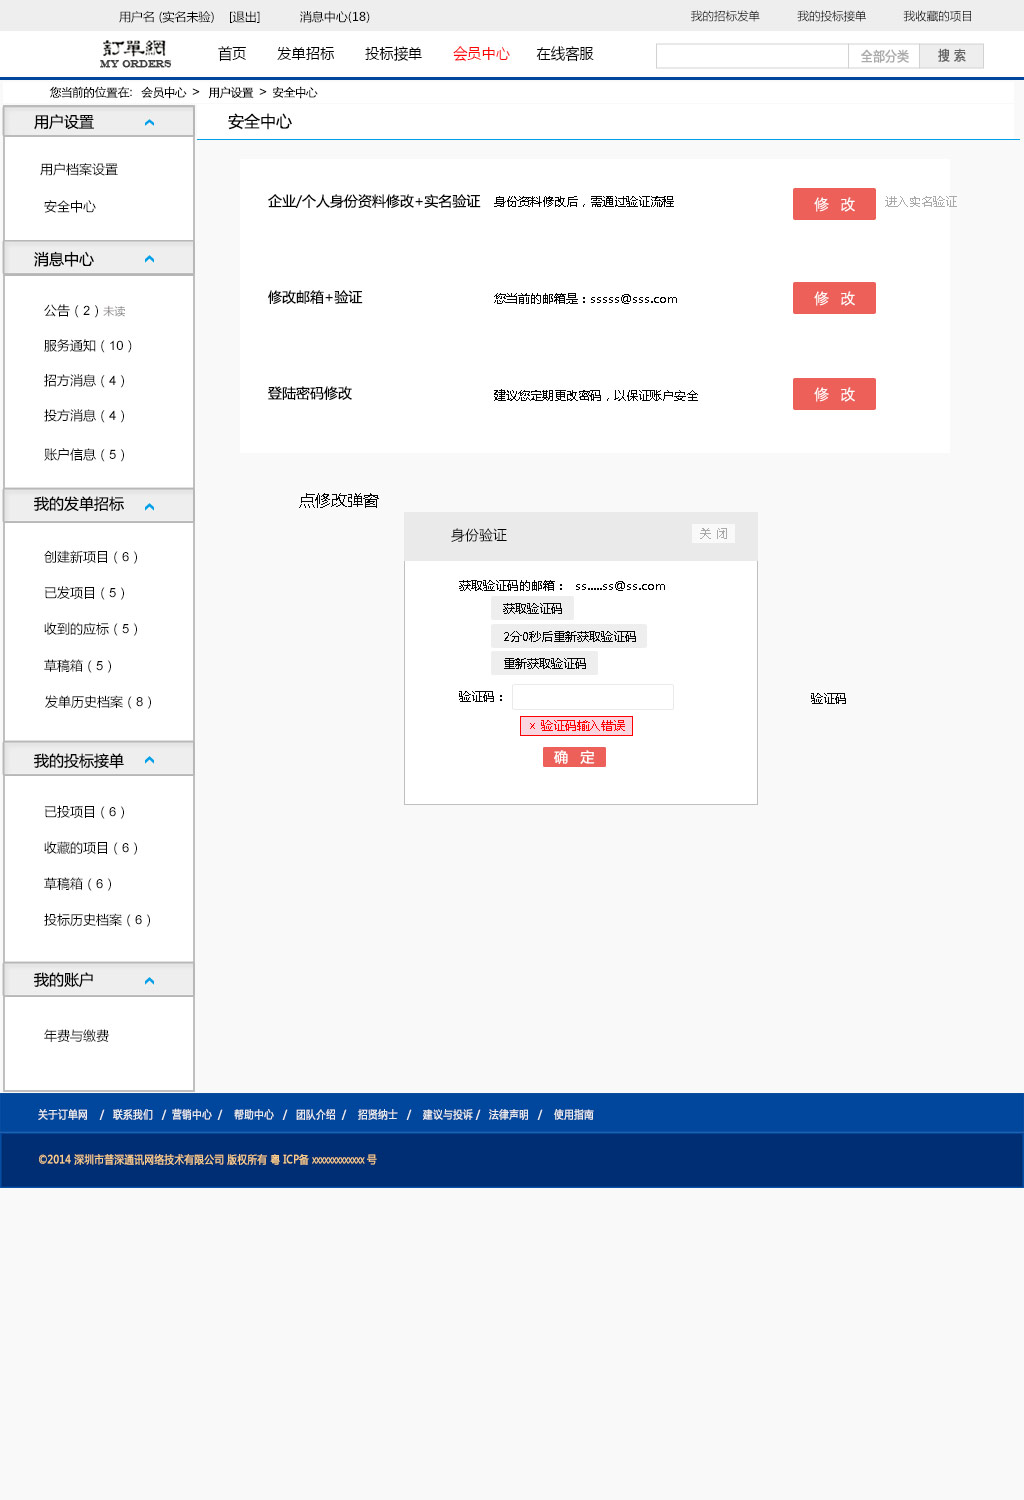 用户名 (实名未验) [退出] 消息中心(18) 我的招标发单 我的投标接单 我收藏的项目
訂單網
MY ORDERS
首页 发单招标 投标接单 会员中心 在线客服 全部分类 搜 索
您当前的位置在: 会员中心 > 用户设置 > 安全中心
用户设置
用户档案设置
安全中心
消息中心
公告（2）未读
服务通知（10）
招方消息（4）
投方消息（4）
账户信息（5）
我的发单招标
创建新项目（6）
已发项目（5）
收到的应标（5）
草稿箱（5）
发单历史档案（8）
我的投标接单
已投项目（6）
收藏的项目（6）
草稿箱（6）
投标历史档案（6）
我的账户
年费与缴费
安全中心
企业/个人身份资料修改+实名验证 身份资料修改后，需通过验证流程 修 改 进入实名验证
修改邮箱+验证 您当前的邮箱是：sssss@sss.com 修 改
登陆密码修改 建议您定期更改密码，以保证账户安全 修 改
点修改弹窗
身份验证 关 闭
获取验证码的邮箱： ss.....ss@ss.com
获取验证码
2分0秒后重新获取验证码
重新获取验证码
验证码： 验证码
x 验证码输入错误
确 定
关于订单网 / 联系我们 / 营销中心 / 帮助中心 / 团队介绍 / 招贤纳士 / 建议与投诉 / 法律声明 / 使用指南
©2014 深圳市普深通讯网络技术有限公司 版权所有 粤 ICP备 xxxxxxxxxxxx 号